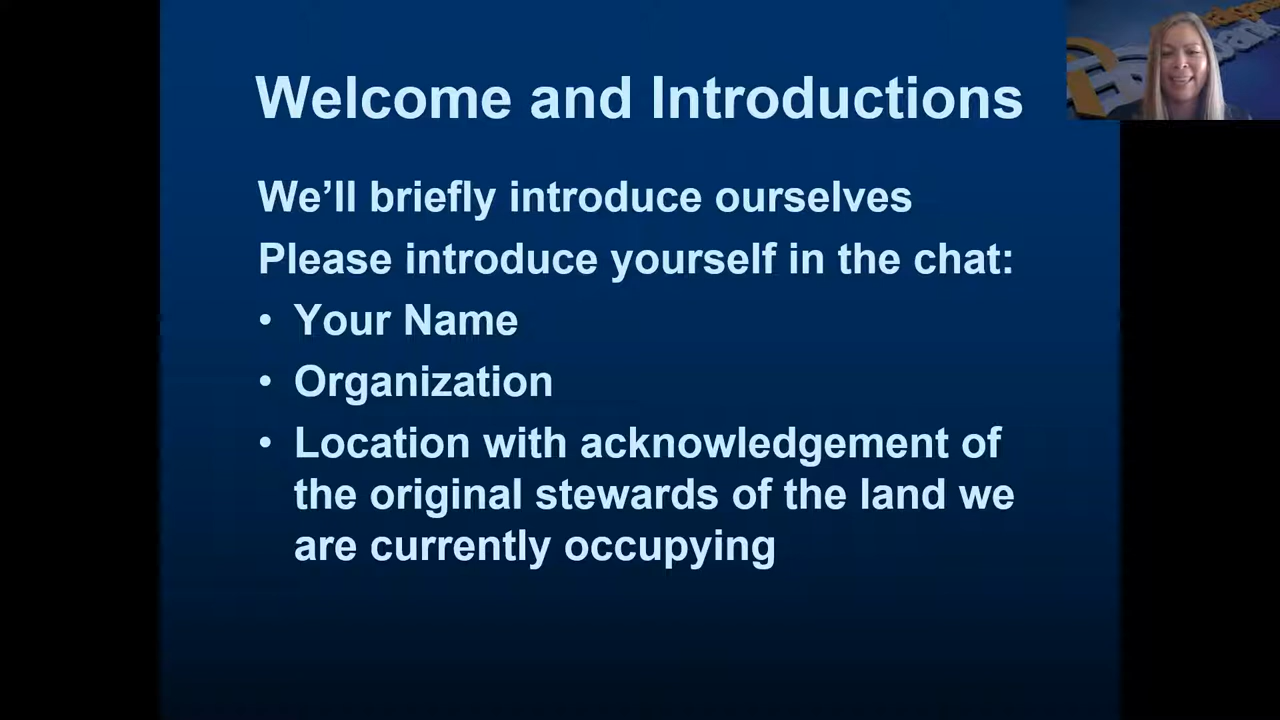 Welcome and Introductions
We’ll briefly introduce ourselves
Please introduce yourself in the chat:
• Your Name
• Organization
• Location with acknowledgement of
the original stewards of the land we
are currently occupying